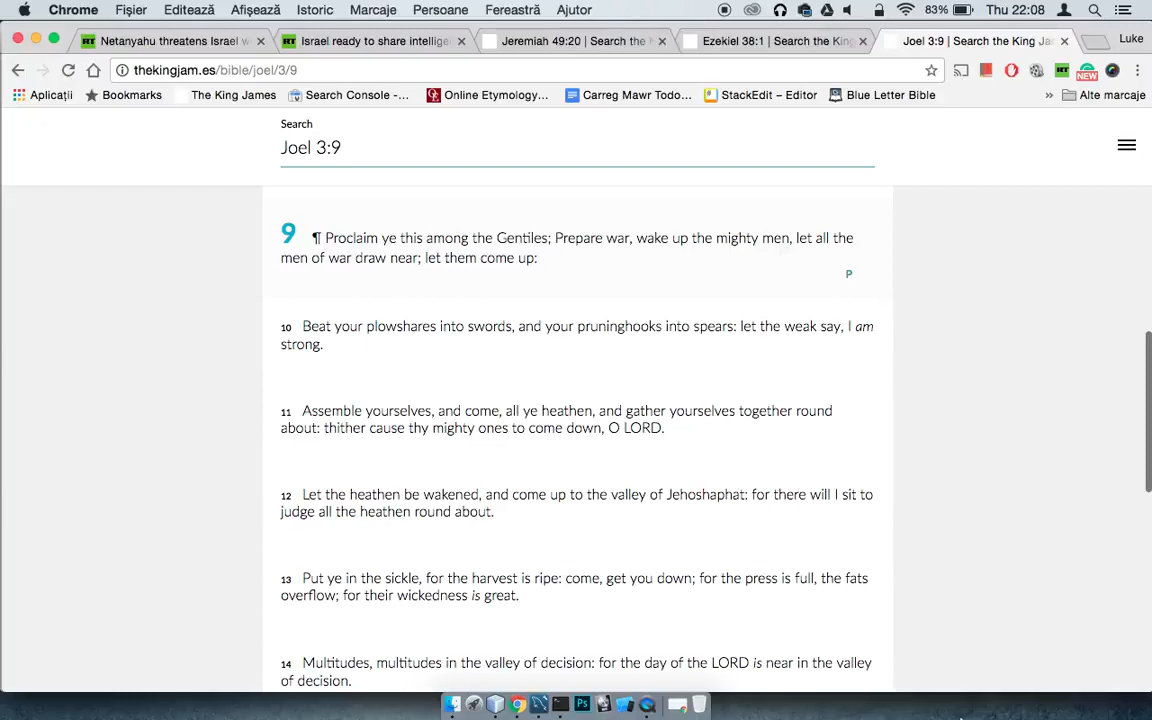 Chrome Fișier Editează Afișează Istoric Marcaje Persoane Fereastră Ajutor 83% Thu 22:08
Netanyahu threatens Israel w Israel ready to share intellige Jeremiah 49:20 | Search the K Ezekiel 38:1 | Search the King Joel 3:9 | Search the King Jam Luke
thekingjam.es/bible/joel/3/9
Aplicații Bookmarks The King James Search Console -... Online Etymology... Carreg Mawr Todo... StackEdit – Editor Blue Letter Bible » Alte marcaje
Search
Joel 3:9
9 ¶ Proclaim ye this among the Gentiles; Prepare war, wake up the mighty men, let all the
men of war draw near; let them come up:
P
10 Beat your plowshares into swords, and your pruninghooks into spears: let the weak say, I am
strong.
11 Assemble yourselves, and come, all ye heathen, and gather yourselves together round
about: thither cause thy mighty ones to come down, O LORD.
12 Let the heathen be wakened, and come up to the valley of Jehoshaphat: for there will I sit to
judge all the heathen round about.
13 Put ye in the sickle, for the harvest is ripe: come, get you down; for the press is full, the fats
overflow; for their wickedness is great.
14 Multitudes, multitudes in the valley of decision: for the day of the LORD is near in the valley
of decision.